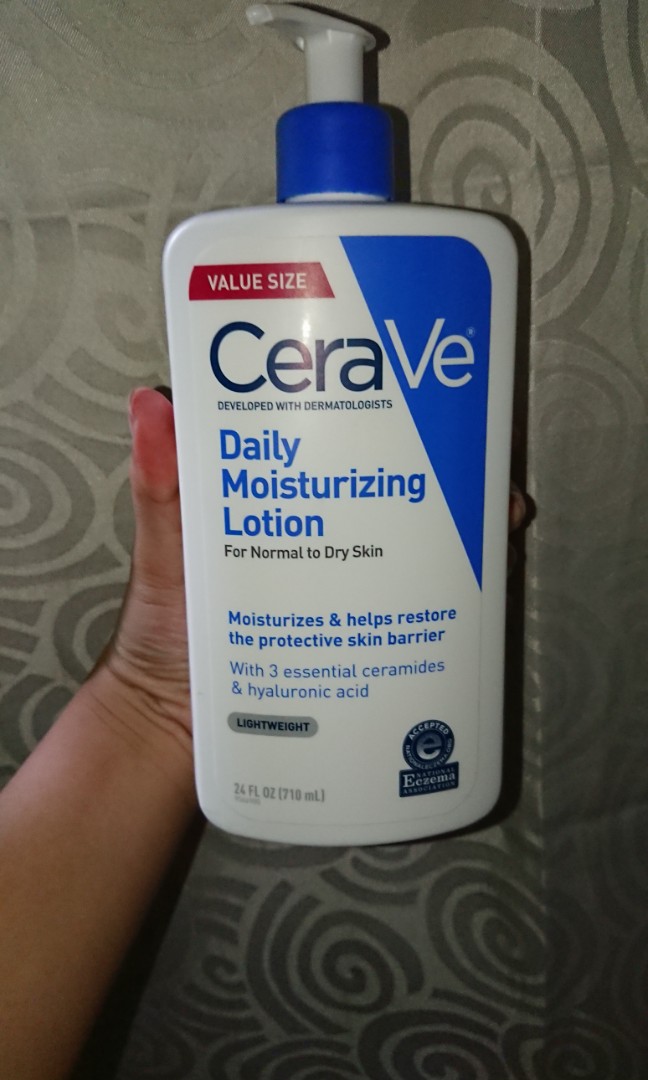 VALUE SIZE
CeraVe®
DEVELOPED WITH DERMATOLOGISTS
Daily
Moisturizing
Lotion
For Normal to Dry Skin
Moisturizes & helps restore
the protective skin barrier
With 3 essential ceramides
& hyaluronic acid
LIGHTWEIGHT
24 FL OZ (710 mL)
ACCEPTED
e
NATIONAL
Eczema
ASSOCIATION